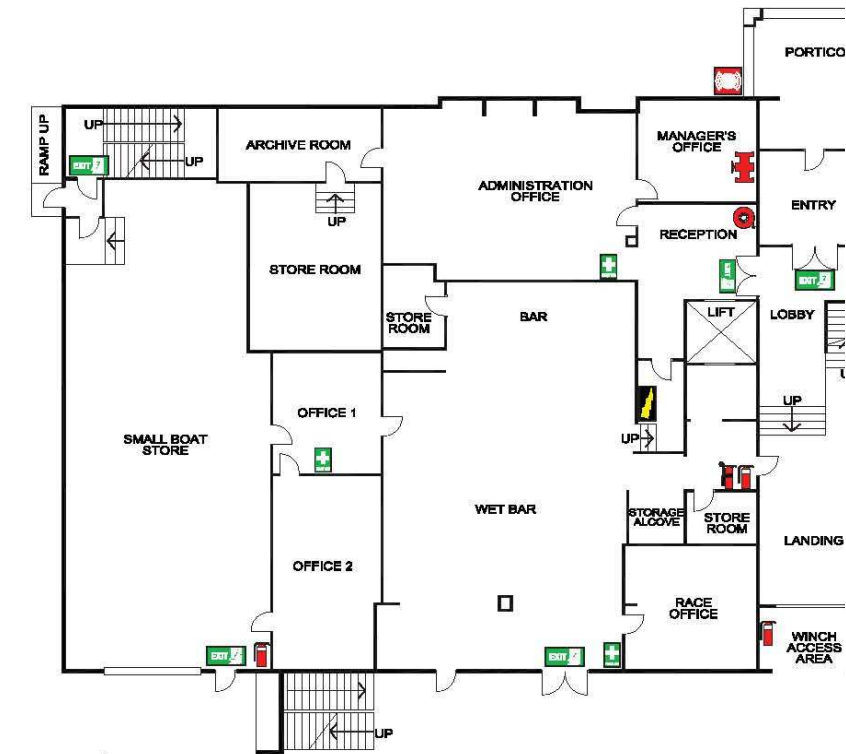 PORTICO
RAMP UP
UP
UP
EXIT
ARCHIVE ROOM
MANAGER'S
OFFICE
ADMINISTRATION
OFFICE
ENTRY
UP
RECEPTION
STORE ROOM
EXIT
STORE
ROOM
BAR
LIFT
LOBBY
UP
OFFICE 1
SMALL BOAT
STORE
UP
WET BAR
STORAGE
ALCOVE
STORE
ROOM
LANDING
OFFICE 2
RACE
OFFICE
EXIT
EXIT
WINCH
ACCESS
AREA
UP